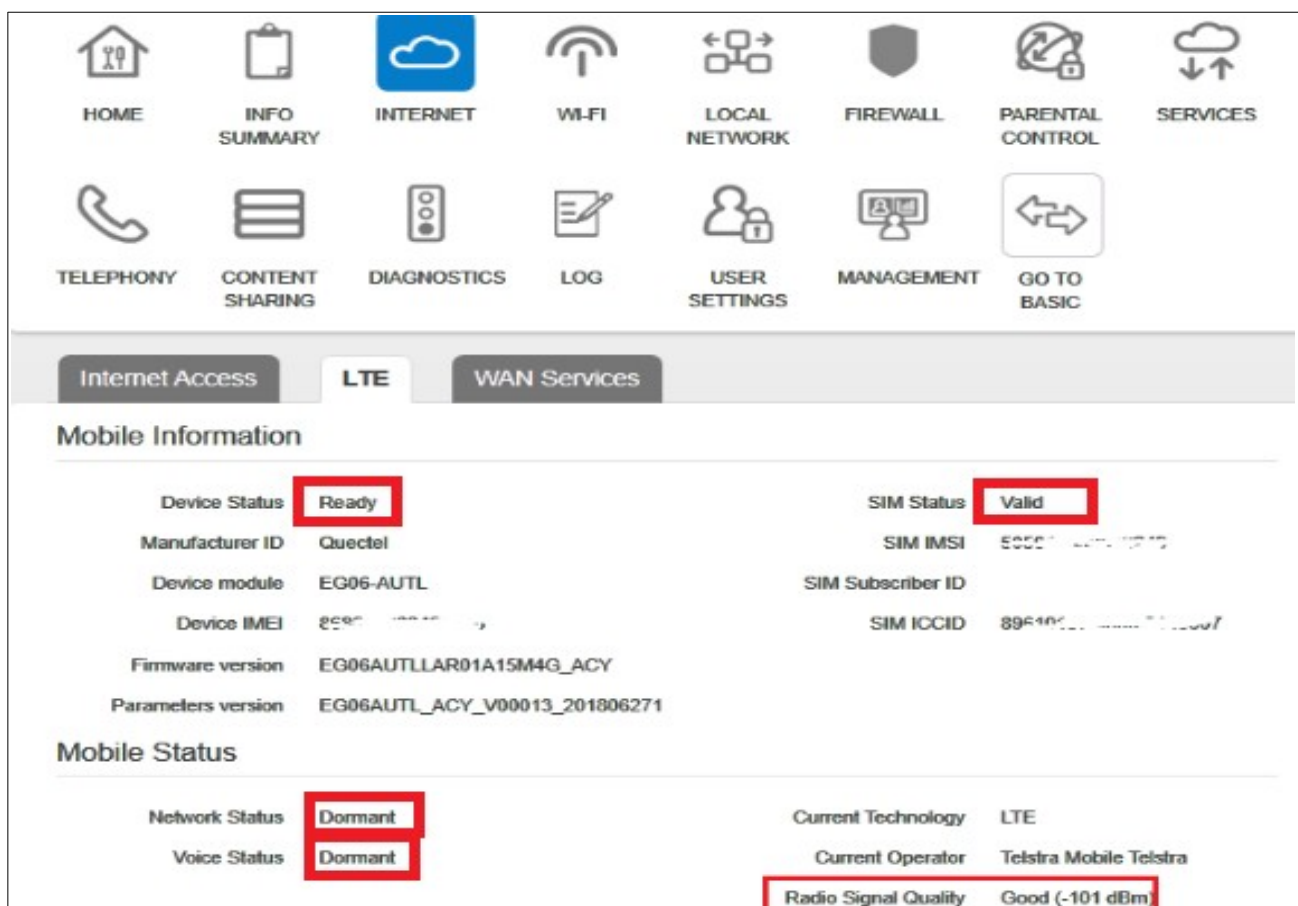 HOME INFO SUMMARY INTERNET WI-FI LOCAL NETWORK FIREWALL PARENTAL CONTROL SERVICES
TELEPHONY CONTENT SHARING DIAGNOSTICS LOG USER SETTINGS MANAGEMENT GO TO BASIC
Internet Access LTE WAN Services
Mobile Information
Device Status Ready SIM Status Valid
Manufacturer ID Quectel SIM IMSI
Device module EG06-AUTL SIM Subscriber ID
Device IMEI SIM ICCID
Firmware version EG06AUTLLAR01A15M4G_ACY
Parameters version EG06AUTL_ACY_V00013_201806271
Mobile Status
Network Status Dormant Current Technology LTE
Voice Status Dormant Current Operator Telstra Mobile Telstra
Radio Signal Quality Good (-101 dBm)